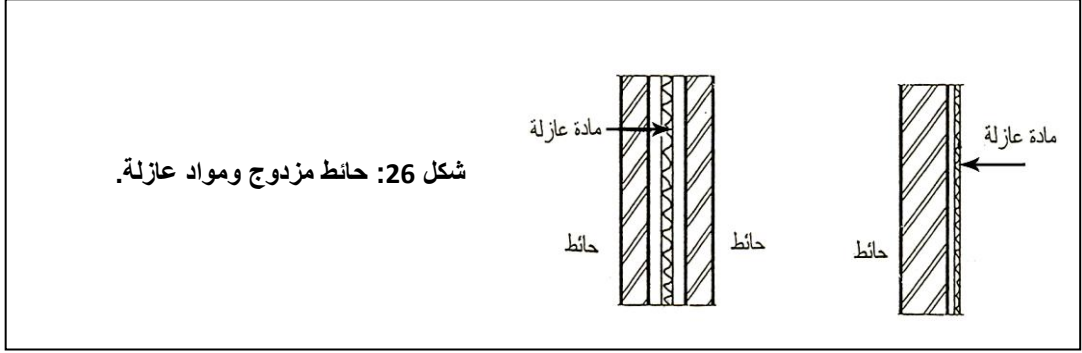 مادة عازلة
مادة عازلة
شكل 26: حائط مزدوج ومواد عازلة.
حائط
حائط
حائط